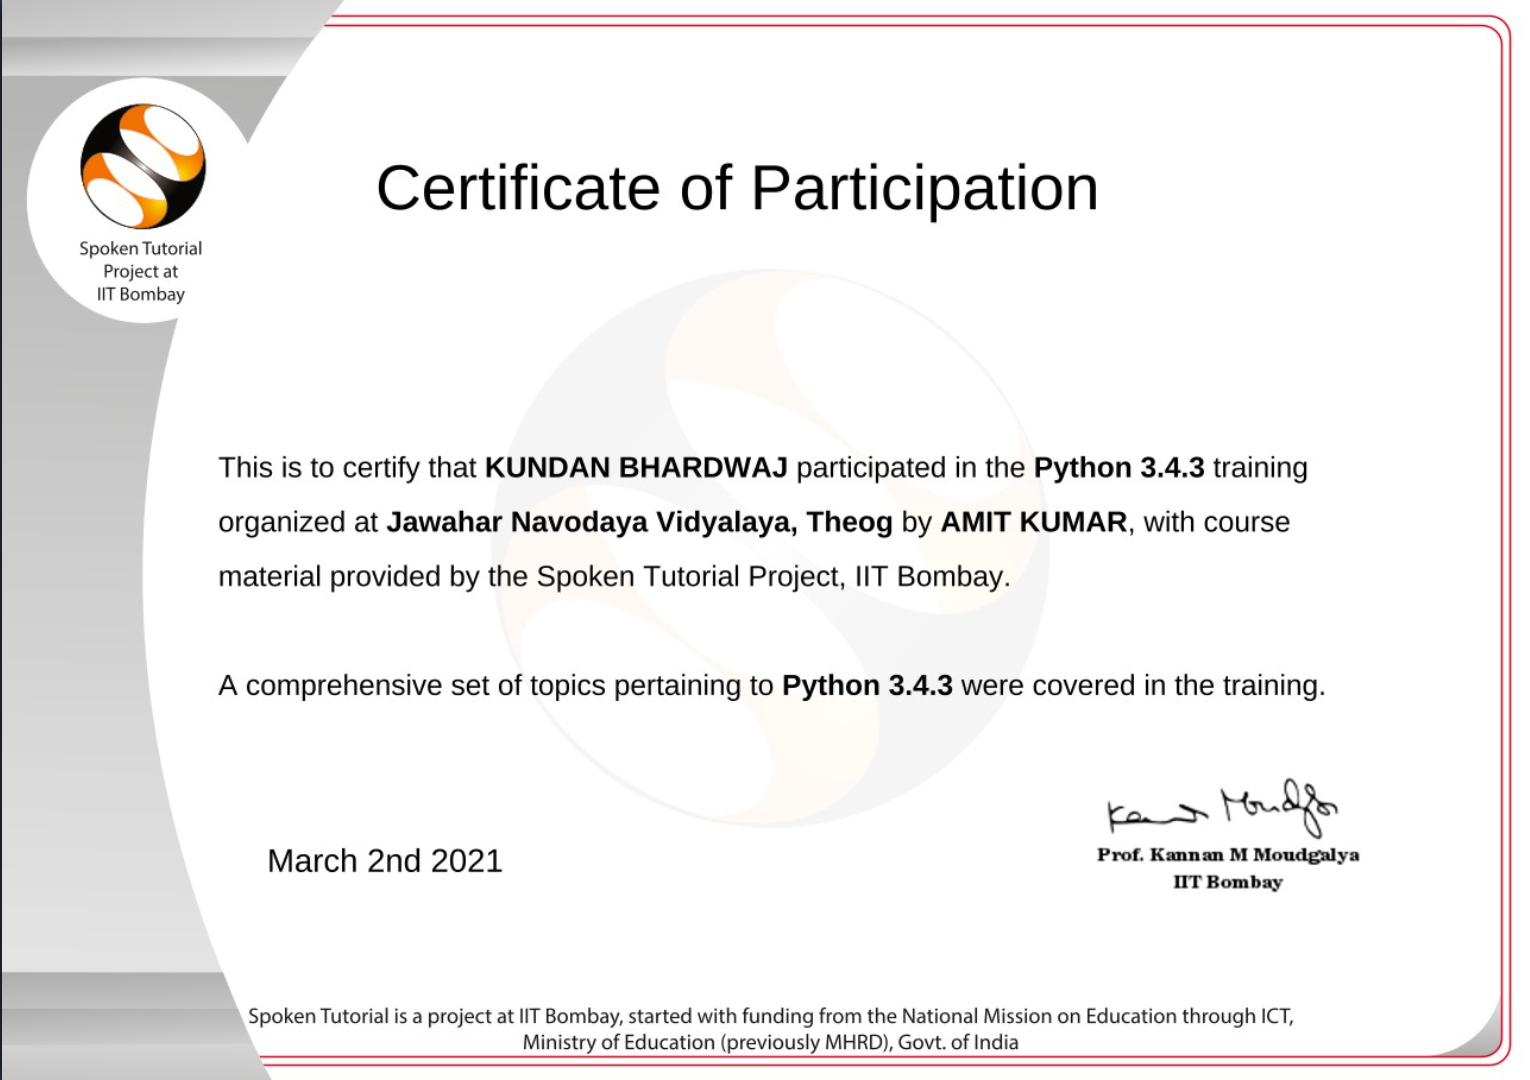 Spoken Tutorial
Project at
IIT Bombay
Certificate of Participation
This is to certify that KUNDAN BHARDWAJ participated in the Python 3.4.3 training
organized at Jawahar Navodaya Vidyalaya, Theog by AMIT KUMAR, with course
material provided by the Spoken Tutorial Project, IIT Bombay.
A comprehensive set of topics pertaining to Python 3.4.3 were covered in the training.
March 2nd 2021
Prof. Kannan M Moudgalya
IIT Bombay
Spoken Tutorial is a project at IIT Bombay, started with funding from the National Mission on Education through ICT,
Ministry of Education (previously MHRD), Govt. of India